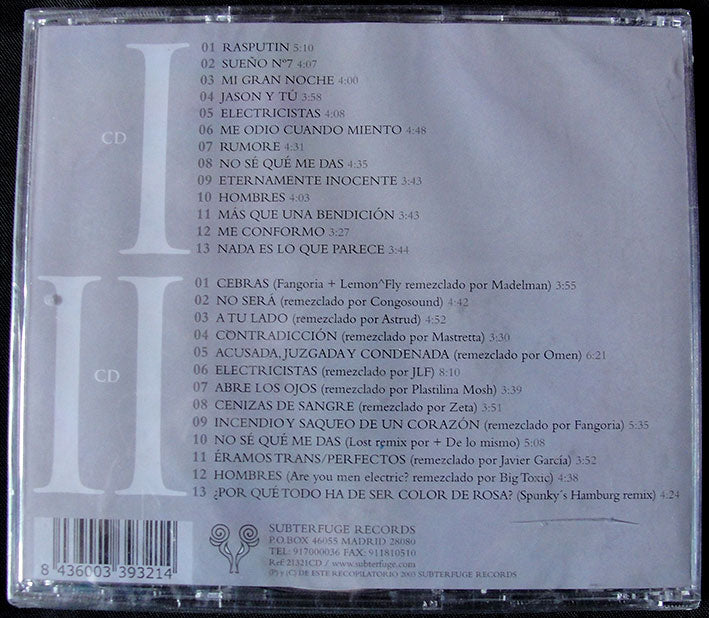 CD
I
01 RASPUTIN 5:10
02 SUEÑO Nº7 4:07
03 MI GRAN NOCHE 4:00
04 JASON Y TÚ 3:58
05 ELECTRICISTAS 4:08
06 ME ODIO CUANDO MIENTO 4:48
07 RUMORE 4:31
08 NO SÉ QUÉ ME DAS 4:35
09 ETERNAMENTE INOCENTE 3:43
10 HOMBRES 4:03
11 MÁS QUE UNA BENDICIÓN 3:43
12 ME CONFORMO 3:27
13 NADA ES LO QUE PARECE 3:44
CD
II
01 CEBRAS (Fangoria + Lemon^Fly remezclado por Madelman) 3:55
02 NO SERÁ (remezclado por Congosound) 4:42
03 A TU LADO (remezclado por Astrud) 4:52
04 CONTRADICCIÓN (remezclado por Mastretta) 3:30
05 ACUSADA, JUZGADA Y CONDENADA (remezclado por Omen) 6:21
06 ELECTRICISTAS (remezclado por JLF) 8:10
07 ABRE LOS OJOS (remezclado por Plastilina Mosh) 3:39
08 CENIZAS DE SANGRE (remezclado por Zeta) 3:51
09 INCENDIO Y SAQUEO DE UN CORAZÓN (remezclado por Fangoria) 5:35
10 NO SÉ QUÉ ME DAS (Lost remix por + De lo mismo) 5:08
11 ÉRAMOS TRANS/PERFECTOS (remezclado por Javier García) 3:52
12 HOMBRES (Are you men electric? remezclado por Big Toxic) 4:38
13 ¿POR QUÉ TODO HA DE SER COLOR DE ROSA? (Spunky´s Hamburg remix) 4:24
8 436003 393214
SUBTERFUGE RECORDS
P.O.BOX 46055 MADRID 28080
TEL: 917000036 FAX: 911810510
Ref: 21321CD / www.subterfuge.com
(P) y (C) DE ESTE RECOPILATORIO 2003 SUBTERFUGE RECORDS